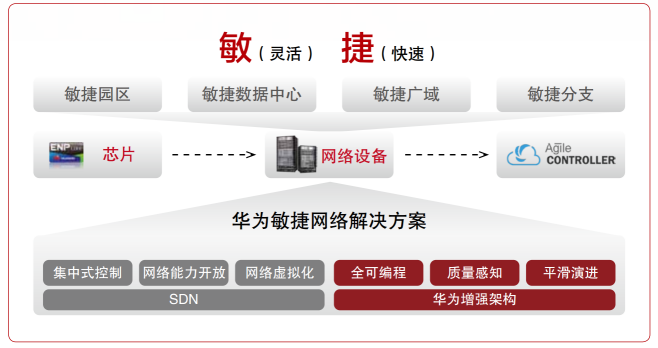 敏（灵活） 捷（快速）
敏捷园区 敏捷数据中心 敏捷广域 敏捷分支
ENP 芯片 网络设备 Agile
CONTROLLER
华为敏捷网络解决方案
集中式控制 网络能力开放 网络虚拟化 全可编程 质量感知 平滑演进
SDN 华为增强架构